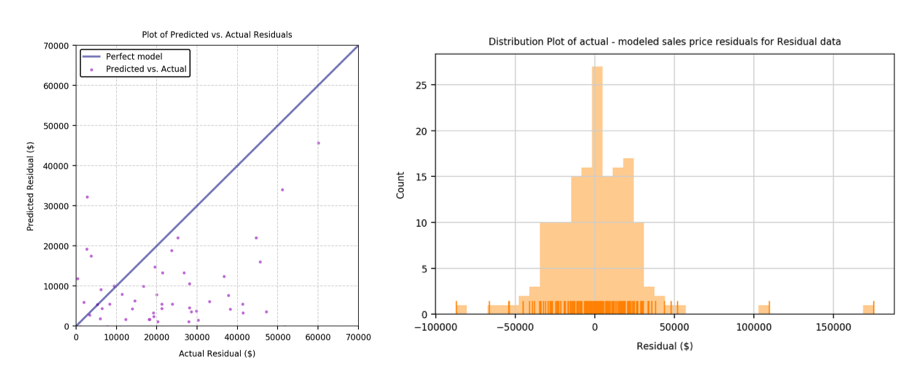 Plot of Predicted vs. Actual Residuals
Perfect model
Predicted vs. Actual
Predicted Residual ($)
70000
60000
50000
40000
30000
20000
10000
0
0 10000 20000 30000 40000 50000 60000 70000
Actual Residual ($)
Distribution Plot of actual - modeled sales price residuals for Residual data
Count
25
20
15
10
5
0
−100000 −50000 0 50000 100000 150000
Residual ($)